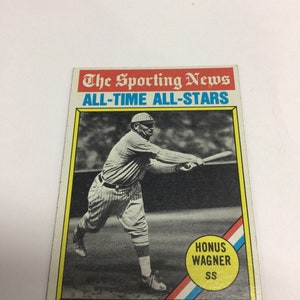 The Sporting News
ALL-TIME ALL-STARS
HONUS
WAGNER
SS